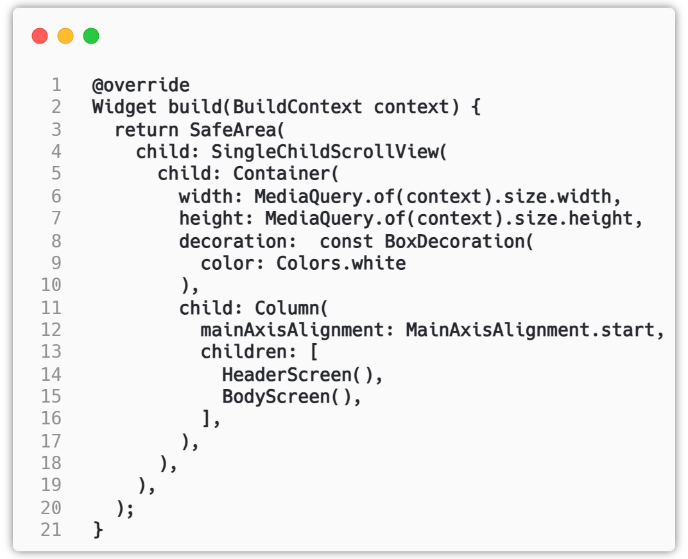 1 @override
2 Widget build(BuildContext context) {
3   return SafeArea(
4     child: SingleChildScrollView(
5       child: Container(
6         width: MediaQuery.of(context).size.width,
7         height: MediaQuery.of(context).size.height,
8         decoration:  const BoxDecoration(
9           color: Colors.white
10         ),
11         child: Column(
12           mainAxisAlignment: MainAxisAlignment.start,
13           children: [
14             HeaderScreen(),
15             BodyScreen(),
16           ],
17         ),
18       ),
19     ),
20   );
21 }